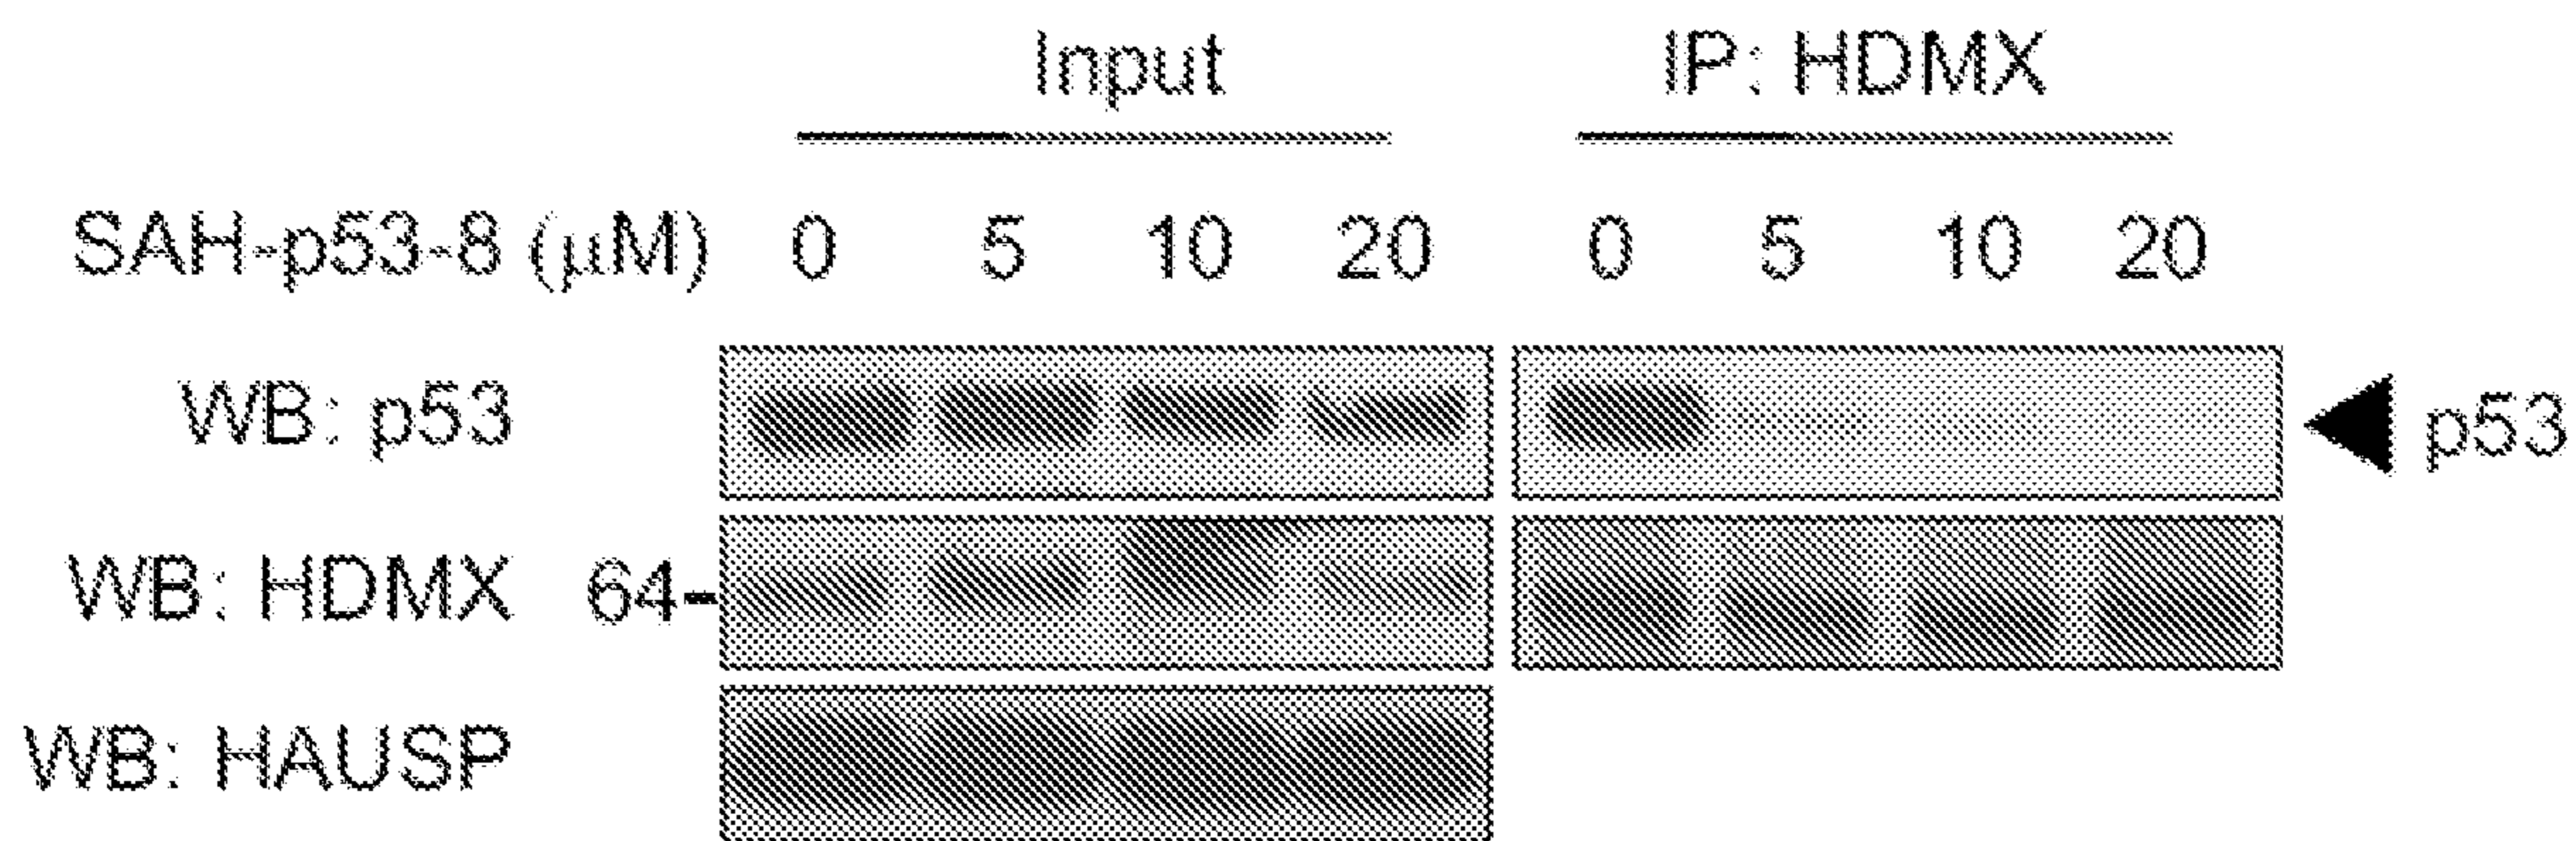 Input IP: HDMX
SAH-p53-8 (μM) 0 5 10 20 0 5 10 20
WB: p53 p53
WB: HDMX 64-
WB: HAUSP